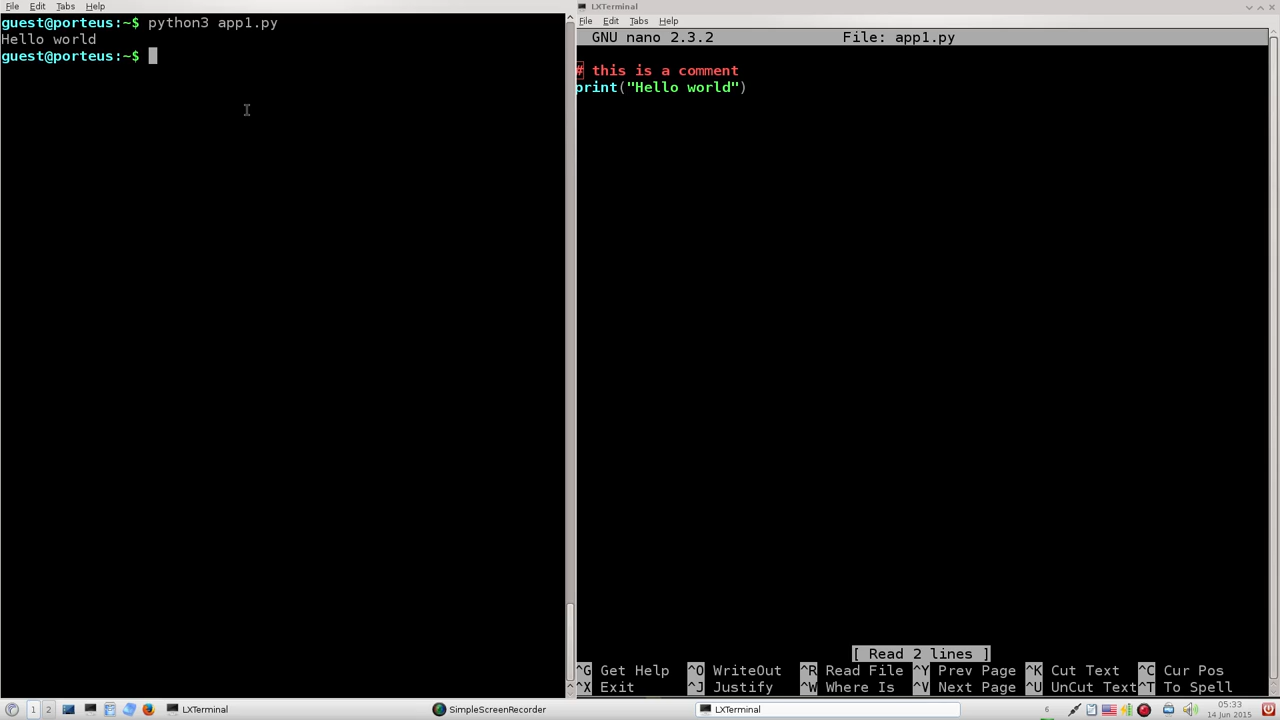 File Edit Tabs Help
guest@porteus:~$ python3 app1.py
Hello world
guest@porteus:~$
LXTerminal
File Edit Tabs Help
GNU nano 2.3.2 File: app1.py
# this is a comment
print("Hello world")
[ Read 2 lines ]
^G Get Help ^O WriteOut ^R Read File ^Y Prev Page ^K Cut Text ^C Cur Pos
^X Exit ^J Justify ^W Where Is ^V Next Page ^U UnCut Text ^T To Spell
1 2 LXTerminal SimpleScreenRecorder LXTerminal 6 05:33
14 Jun 2015